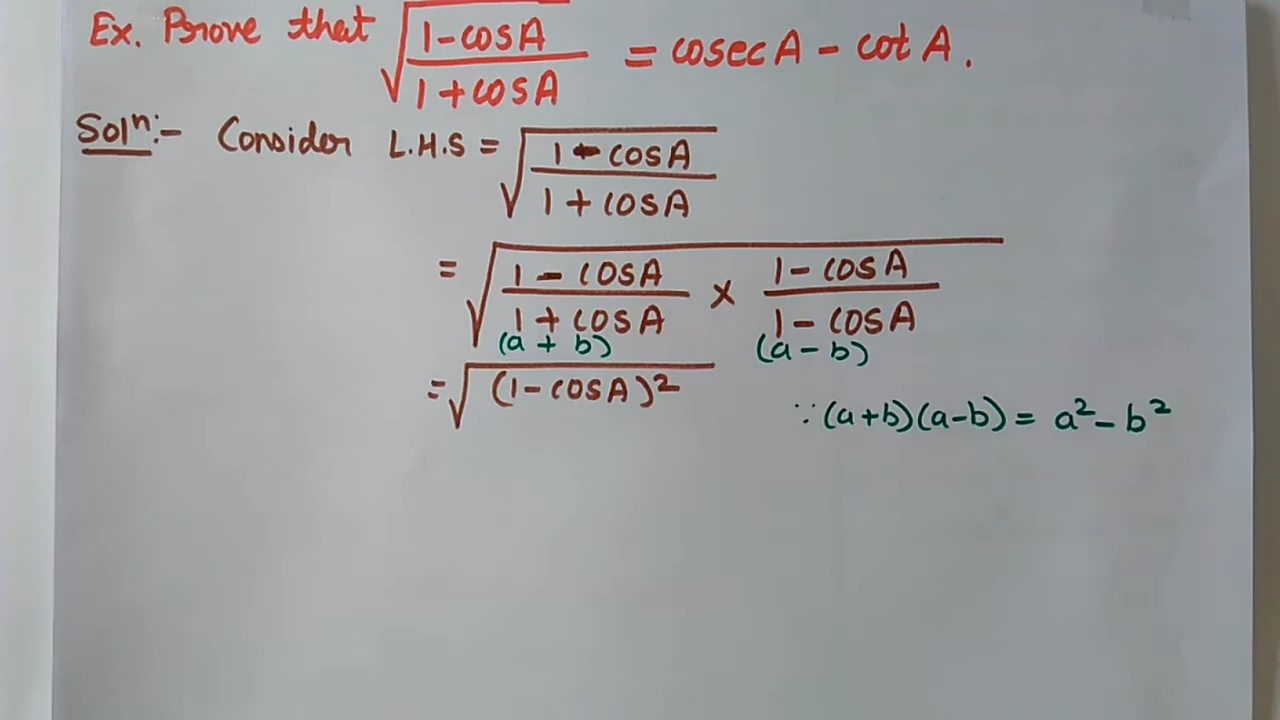 Ex. Prove that √(1-cosA / 1+cosA) = cosecA - cotA.
Solⁿ:- Consider L.H.S = √(1-cosA / 1+cosA)
= √(1-cosA / 1+cosA × 1-cosA / 1-cosA)
(a + b) (a - b)
= √(1-cosA)²
∵ (a+b)(a-b) = a² - b²